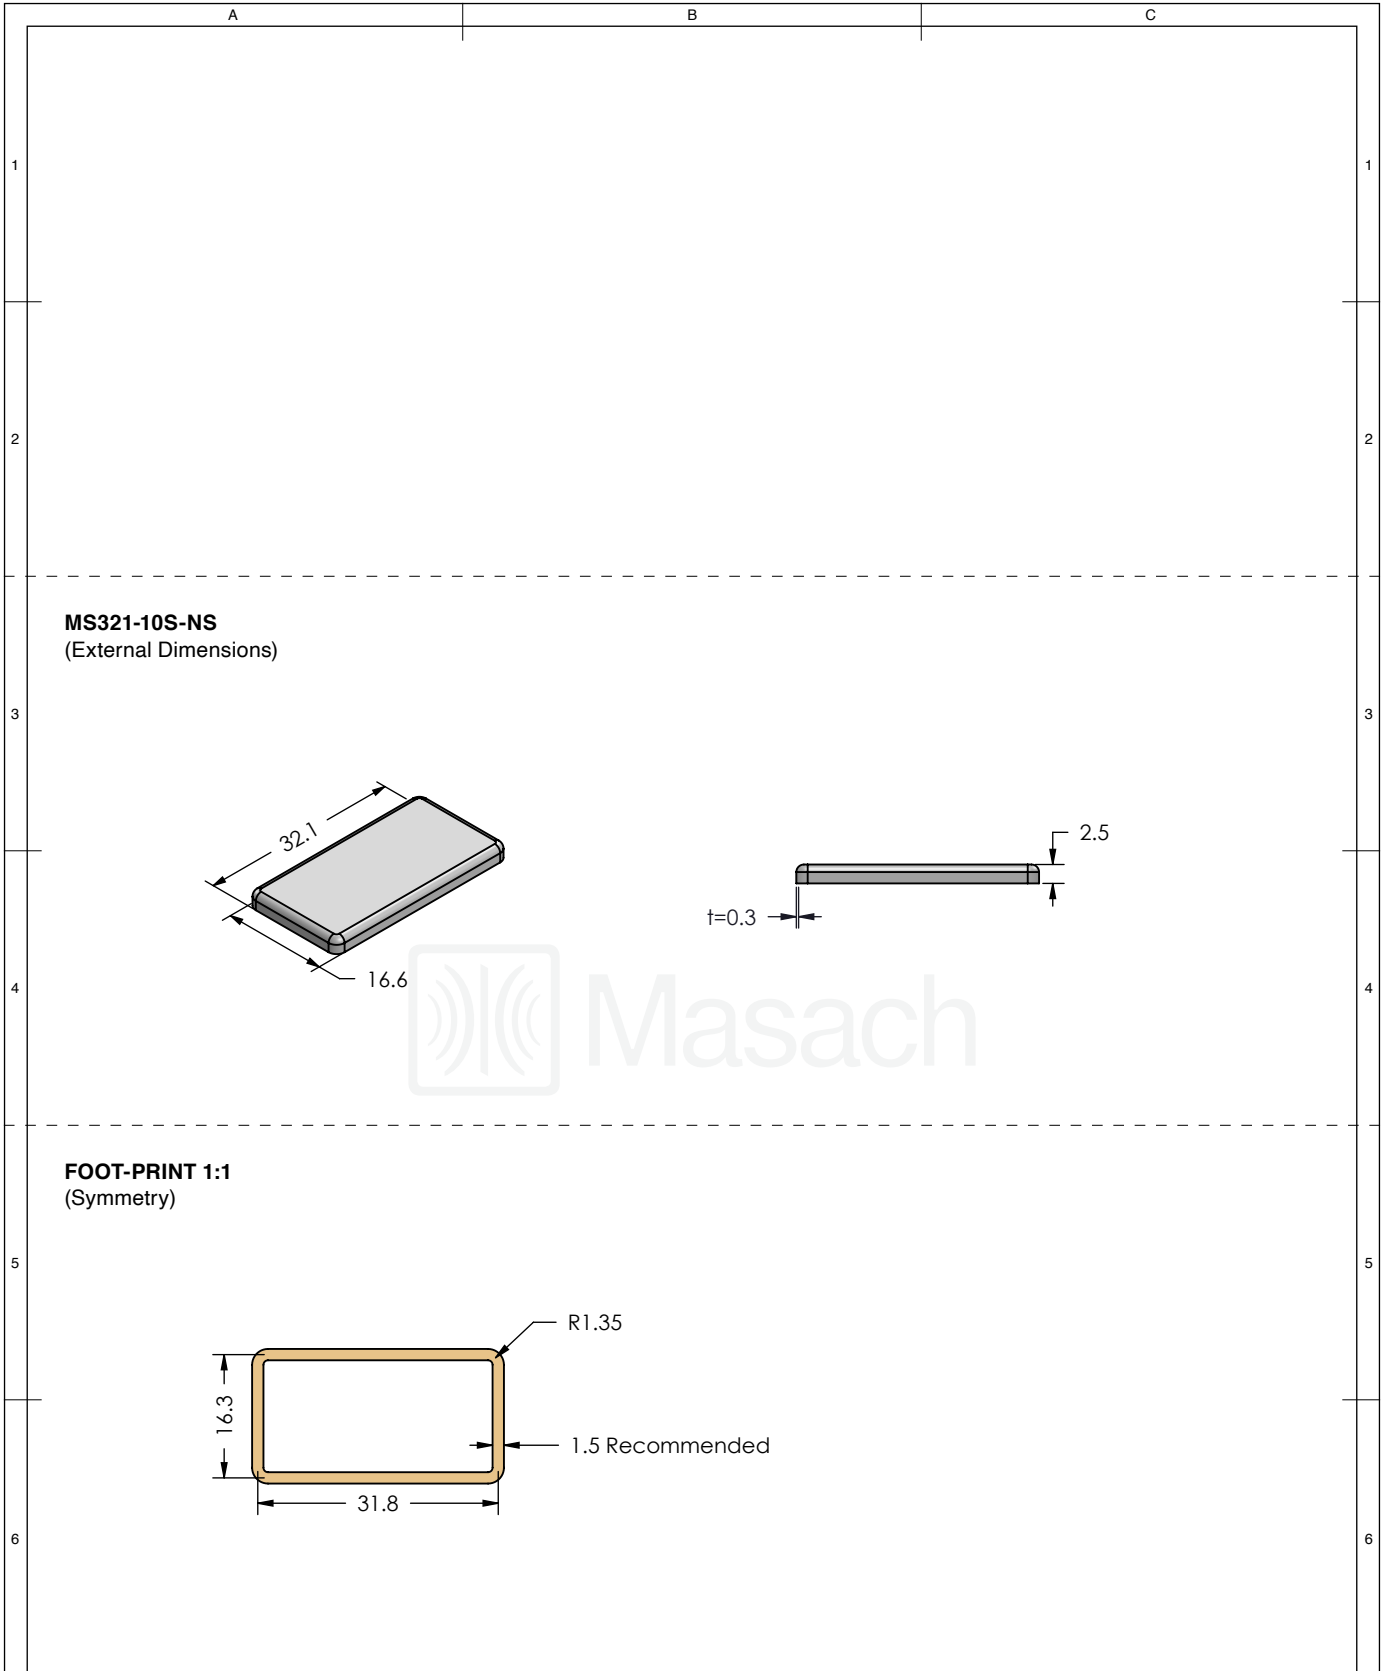 A B C
1 1
2 2
MS321-10S-NS
(External Dimensions)
3 3
32.1
2.5
t=0.3
16.6
4 4
Masach
FOOT-PRINT 1:1
(Symmetry)
5 5
R1.35
16.3
1.5 Recommended
31.8
6 6